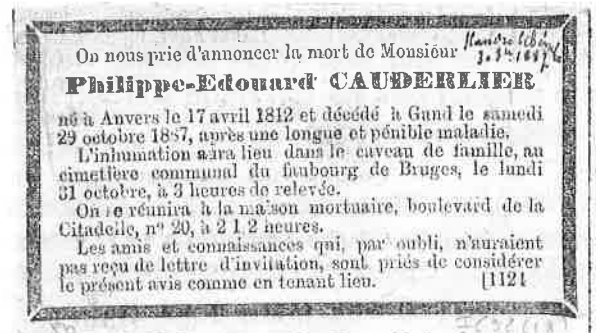 On nous prie d'annoncer la mort de Monsieur
Philippe-Edouard CAUDERLIER
né à Anvers le 17 avril 1812 et décédé à Gand le samedi
29 octobre 1887, après une longue et pénible maladie.
L'inhumation aura lieu dans le caveau de famille, au
cimetière communal du faubourg de Bruges, le lundi
31 octobre, à 3 heures de relevée.
On se réunira à la maison mortuaire, boulevard de la
Citadelle, n° 20, à 2 1 2 heures.
Les amis et connaissances qui, par oubli, n'auraient
pas reçu de lettre d'invitation, sont priés de considérer
le présent avis comme en tenant lieu. [1121